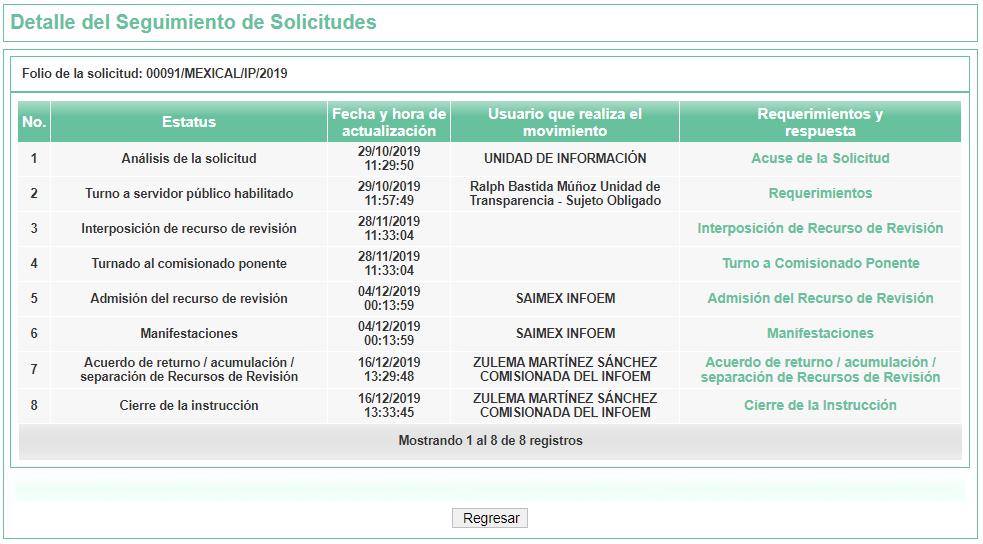 Detalle del Seguimiento de Solicitudes
Folio de la solicitud: 00091/MEXICAL/IP/2019
No. Estatus Fecha y hora de actualización Usuario que realiza el movimiento Requerimientos y respuesta
1 Análisis de la solicitud 29/10/2019 11:29:50 UNIDAD DE INFORMACIÓN Acuse de la Solicitud
2 Turno a servidor público habilitado 29/10/2019 11:57:49 Ralph Bastida Múñoz Unidad de Transparencia - Sujeto Obligado Requerimientos
3 Interposición de recurso de revisión 28/11/2019 11:33:04 Interposición de Recurso de Revisión
4 Turnado al comisionado ponente 28/11/2019 11:33:04 Turno a Comisionado Ponente
5 Admisión del recurso de revisión 04/12/2019 00:13:59 SAIMEX INFOEM Admisión del Recurso de Revisión
6 Manifestaciones 04/12/2019 00:13:59 SAIMEX INFOEM Manifestaciones
7 Acuerdo de returno / acumulación / separación de Recursos de Revisión 16/12/2019 13:29:48 ZULEMA MARTÍNEZ SÁNCHEZ COMISIONADA DEL INFOEM Acuerdo de returno / acumulación / separación de Recursos de Revisión
8 Cierre de la instrucción 16/12/2019 13:33:45 ZULEMA MARTÍNEZ SÁNCHEZ COMISIONADA DEL INFOEM Cierre de la Instrucción
Mostrando 1 al 8 de 8 registros
Regresar